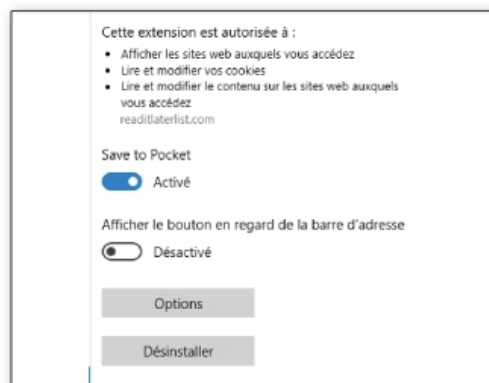 Cette extension est autorisée à :
• Afficher les sites web auxquels vous accédez
• Lire et modifier vos cookies
• Lire et modifier le contenu sur les sites web auxquels
vous accédez
readitlaterlist.com
Save to Pocket
Activé
Afficher le bouton en regard de la barre d'adresse
Désactivé
Options
Désinstaller